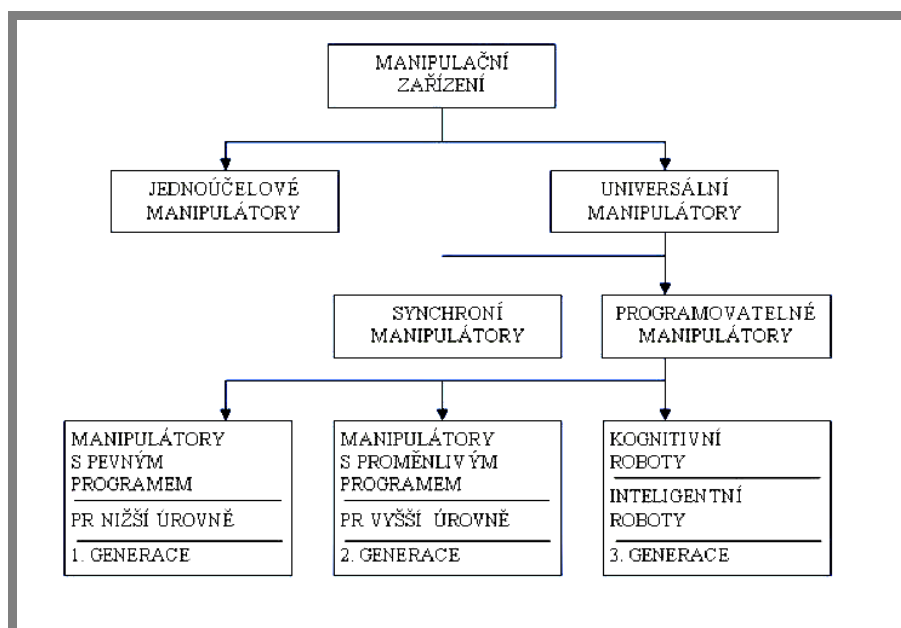 MANIPULAČNÍ
ZAŘÍZENÍ
JEDNOÚČELOVÉ
MANIPULÁTORY
UNIVERSÁLNÍ
MANIPULÁTORY
SYNCHRONÍ
MANIPULÁTORY
PROGRAMOVATELNÉ
MANIPULÁTORY
MANIPULÁTORY
S PEVNÝM
PROGRAMEM
PR NIŽŠÍ ÚROVNĚ
1. GENERACE
MANIPULÁTORY
S PROMĚNLIVÝM
PROGRAMEM
PR VYŠŠÍ ÚROVNĚ
2. GENERACE
KOGNITIVNÍ
ROBOTY
INTELIGENTNÍ
ROBOTY
3. GENERACE